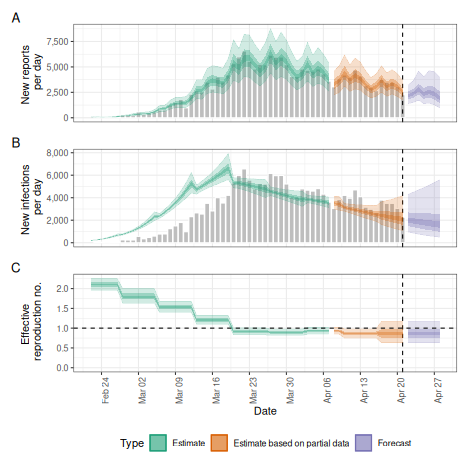 A
New reports
per day
7,500
5,000
2,500
0
B
New infections
per day
8,000
6,000
4,000
2,000
0
C
Effective
reproduction no.
2.0
1.5
1.0
0.5
0.0
Feb 24
Mar 02
Mar 09
Mar 16
Mar 23
Mar 30
Apr 06
Apr 13
Apr 20
Apr 27
Date
Type Estimate Estimate based on partial data Forecast